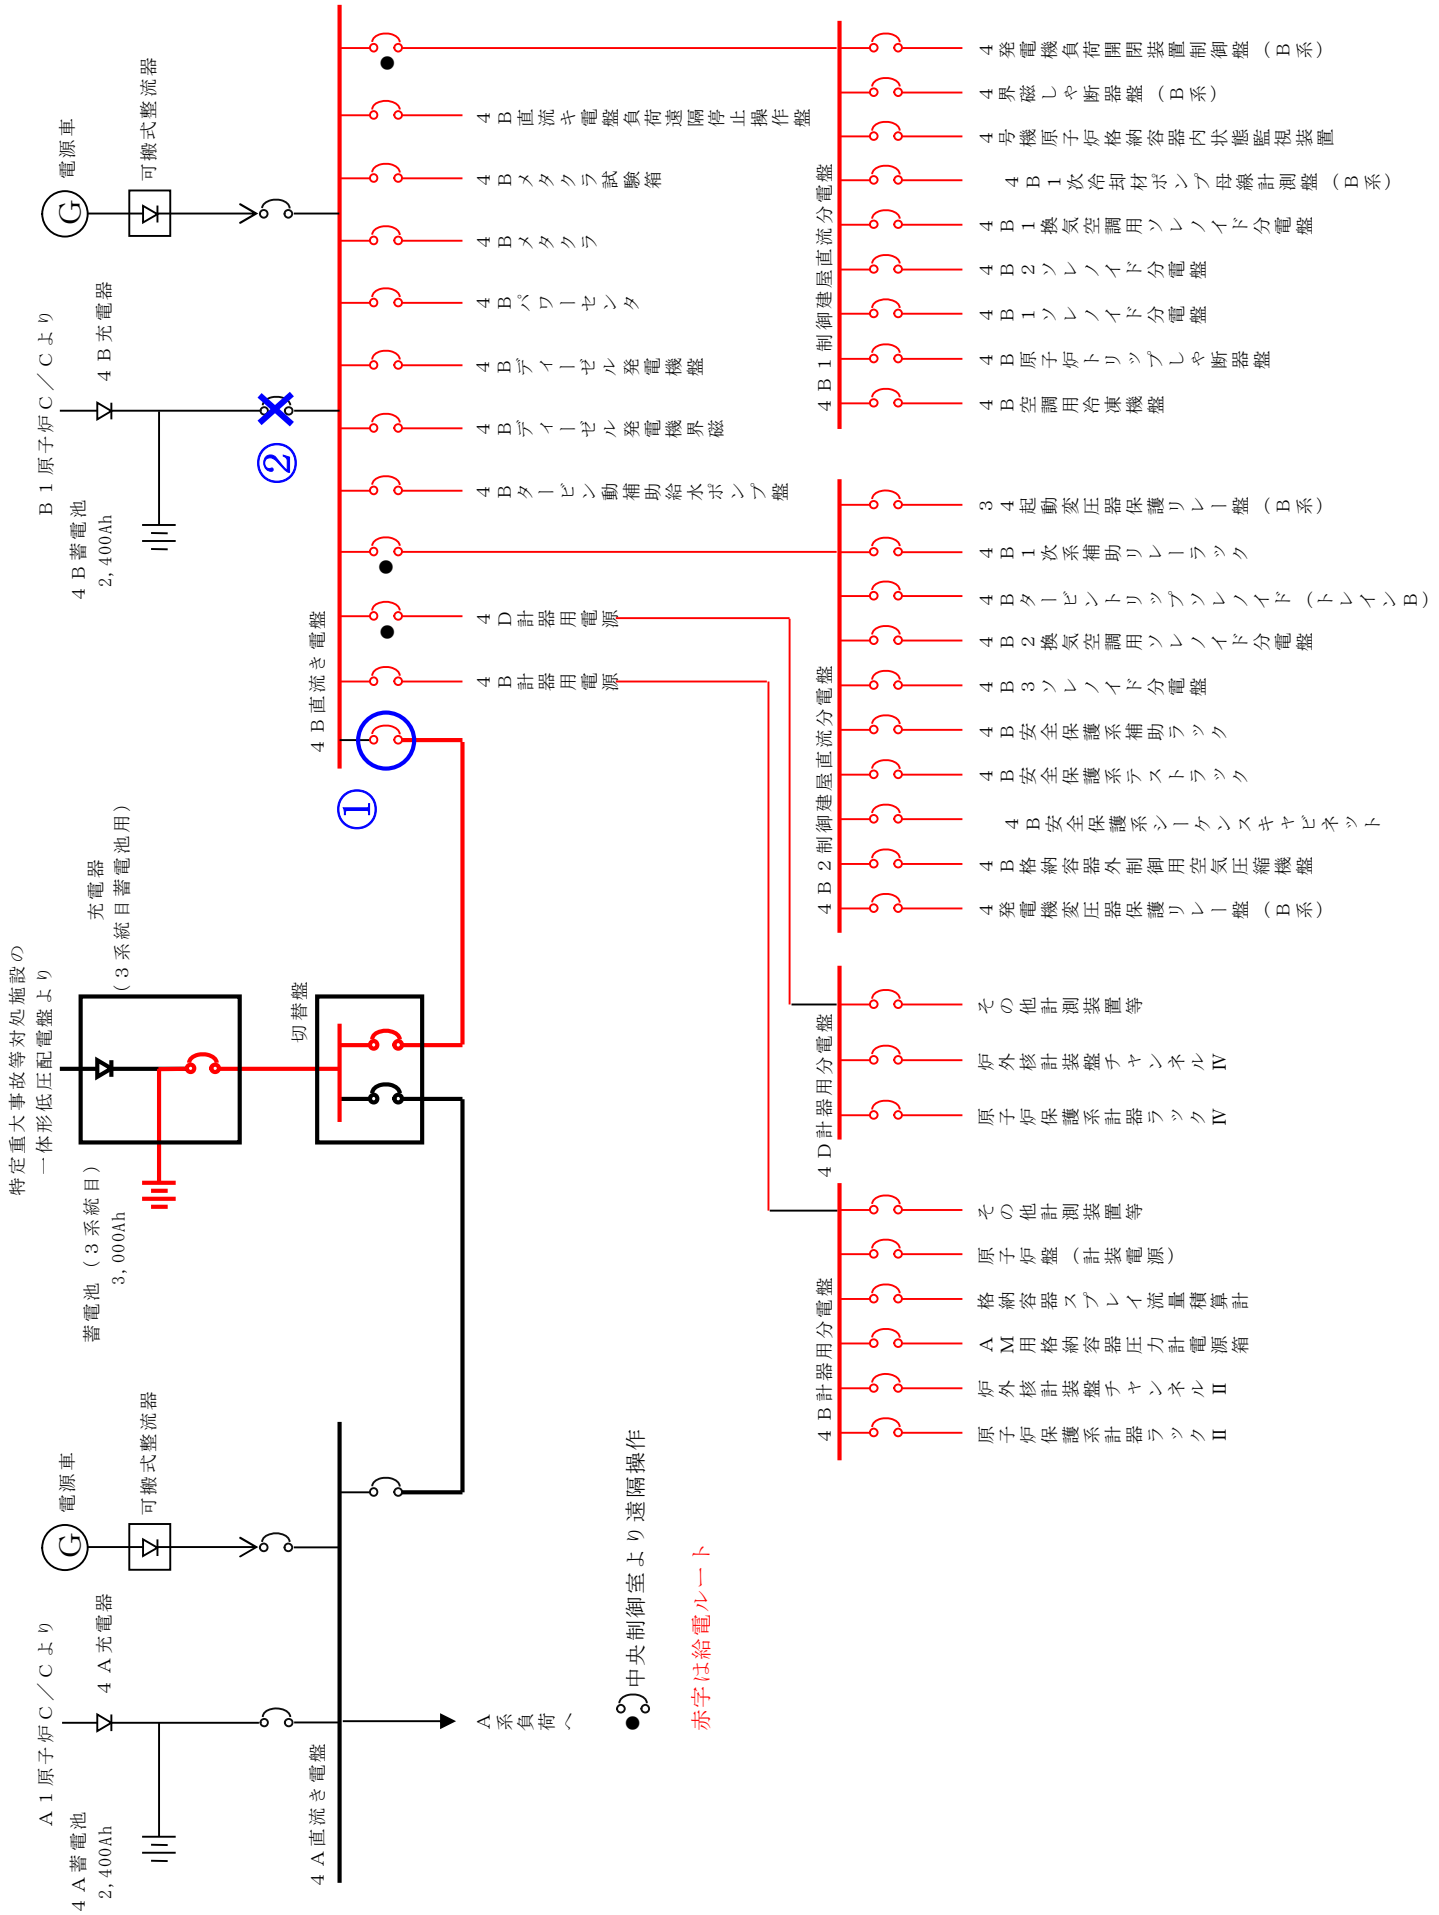 A1原子炉C/Cより
4A充電器
4A蓄電池
2,400Ah
G
電源車
可搬式整流器
4A直流き電盤
A系負荷へ
特定重大事故等対処施設の
一体形低圧配電盤より
充電器
(3系統目蓄電池用)
蓄電池(3系統目)
3,000Ah
切替盤
B1原子炉C/Cより
4B充電器
4B蓄電池
2,400Ah
G
電源車
可搬式整流器
4B直流き電盤
①
②
4B計器用電源
4D計器用電源
4Bタービン動補助給水ポンプ盤
4Bディーゼル発電機界磁
4Bディーゼル発電機盤
4Bパワーセンタ
4Bメタクラ
4Bメタクラ試験箱
4B直流キ電盤負荷遠隔停止操作盤
中央制御室より遠隔操作
赤字は給電ルート
4B計器用分電盤
原子炉保護系計器ラックⅡ
炉外核計装盤チャンネルⅡ
AM用格納容器圧力計電源箱
格納容器スプレイ流量積算計
原子炉盤(計装電源)
その他計測装置等
4D計器用分電盤
原子炉保護系計器ラックⅣ
炉外核計装盤チャンネルⅣ
その他計測装置等
4B2制御建屋直流分電盤
4発電機変圧器保護リレー盤(B系)
4B格納容器外制御用空気圧縮機盤
4B安全保護系シーケンスキャビネット
4B安全保護系テストラック
4B安全保護系補助ラック
4B3ソレノイド分電盤
4B2換気空調用ソレノイド分電盤
4Bタービントリップソレノイド(トレインB)
4B1次系補助リレーラック
34起動変圧器保護リレー盤(B系)
4B1制御建屋直流分電盤
4B空調用冷凍機盤
4B原子炉トリップしや断器盤
4B1ソレノイド分電盤
4B2ソレノイド分電盤
4B1換気空調用ソレノイド分電盤
4B1次冷却材ポンプ母線計測盤(B系)
4号機原子炉格納容器内状態監視装置
4界磁しや断器盤(B系)
4発電機負荷開閉装置制御盤(B系)